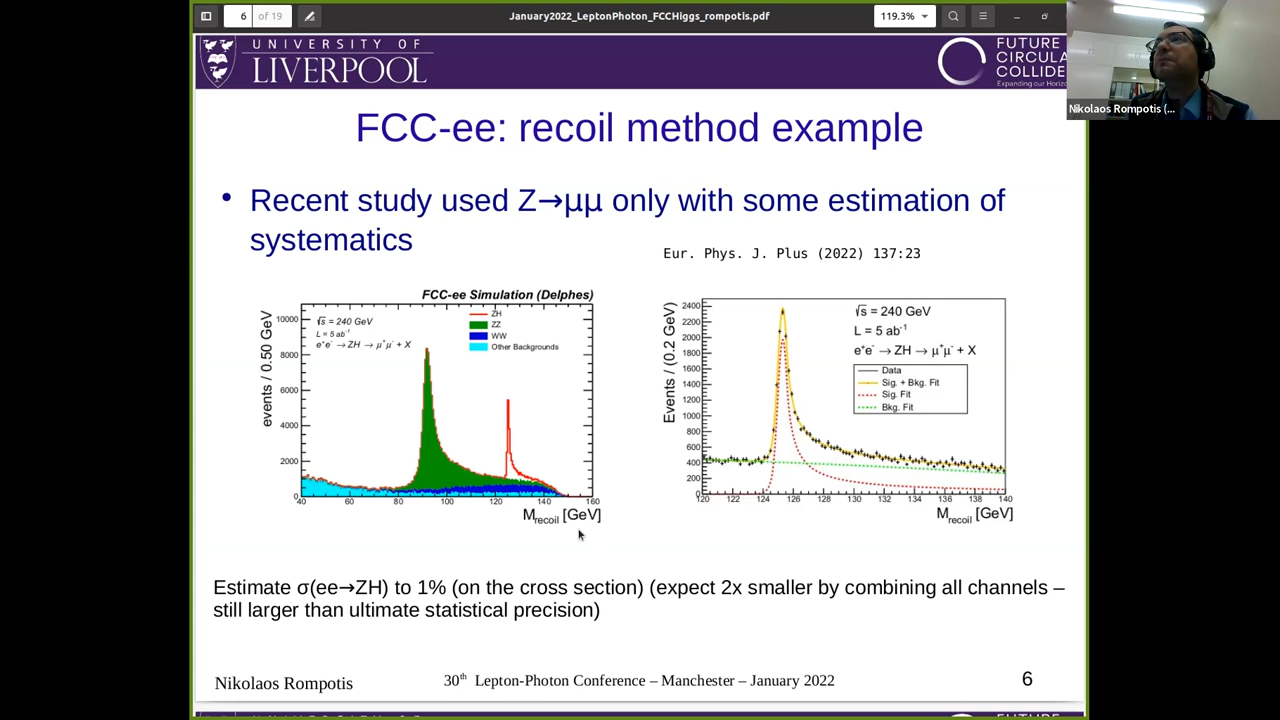 6 of 19
January2022_LeptonPhoton_FCCHiggs_rompotis.pdf
119.3%
UNIVERSITY OF
LIVERPOOL
FUTURE
CIRCULA
COLLIDE
Expanding our Horiz
Nikolaos Rompotis (...
FCC-ee: recoil method example
• Recent study used Z→μμ only with some estimation of
systematics
Eur. Phys. J. Plus (2022) 137:23
FCC-ee Simulation (Delphes)
√s = 240 GeV
L = 5 ab⁻¹
e⁺e⁻ → ZH → μ⁺μ⁻ + X
ZH
ZZ
WW
Other Backgrounds
events / 0.50 GeV
10000
8000
6000
4000
2000
0
40 60 80 100 120 140 160
M_recoil [GeV]
√s = 240 GeV
L = 5 ab⁻¹
e⁺e⁻ → ZH → μ⁺μ⁻ + X
Data
Sig. + Bkg. Fit
Sig. Fit
Bkg. Fit
Events / (0.2 GeV)
2400
2200
2000
1800
1600
1400
1200
1000
800
600
400
200
0
120 122 124 126 128 130 132 134 136 138 140
M_recoil [GeV]
Estimate σ(ee→ZH) to 1% (on the cross section) (expect 2x smaller by combining all channels –
still larger than ultimate statistical precision)
Nikolaos Rompotis
30th Lepton-Photon Conference – Manchester – January 2022
6